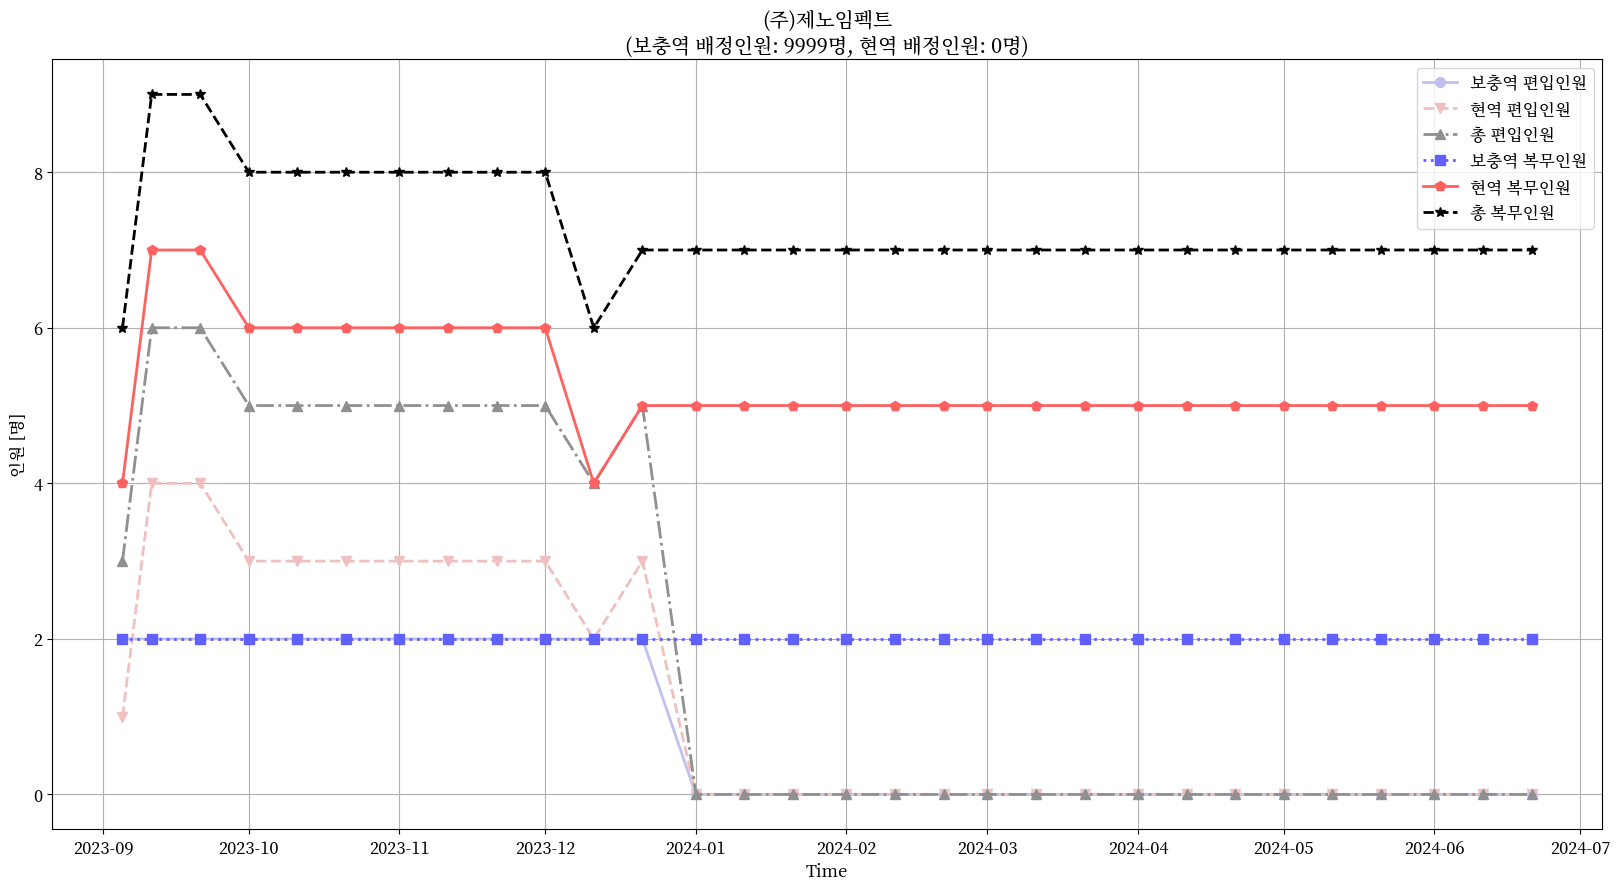 (주)제노임펙트
(보충역 배정인원: 9999명, 현역 배정인원: 0명)
보충역 편입인원
현역 편입인원
총 편입인원
보충역 복무인원
현역 복무인원
총 복무인원
인원 [명]
8
6
4
2
0
2023-09 2023-10 2023-11 2023-12 2024-01 2024-02 2024-03 2024-04 2024-05 2024-06 2024-07
Time